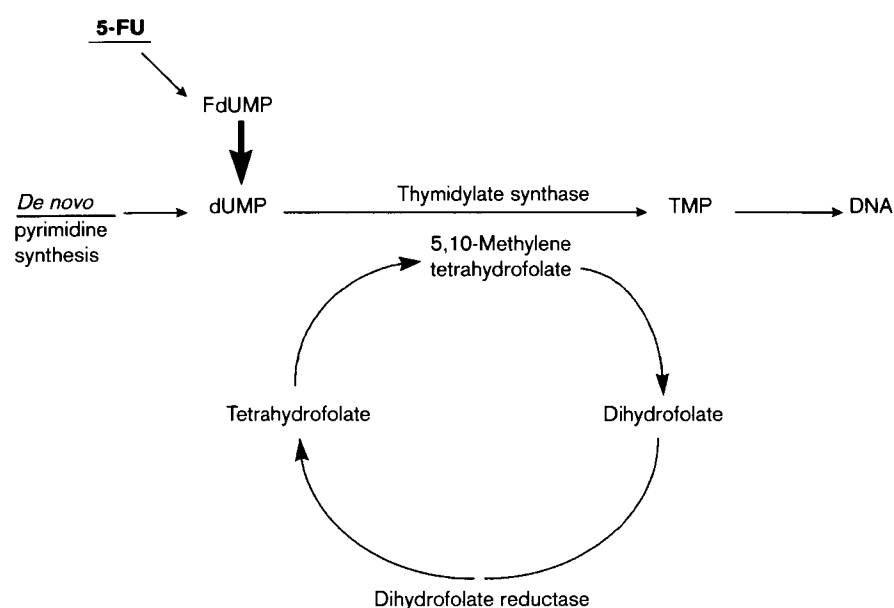 5-FU
FdUMP
De novo
pyrimidine
synthesis
dUMP
Thymidylate synthase
TMP
DNA
5,10-Methylene
tetrahydrofolate
Tetrahydrofolate
Dihydrofolate
Dihydrofolate reductase